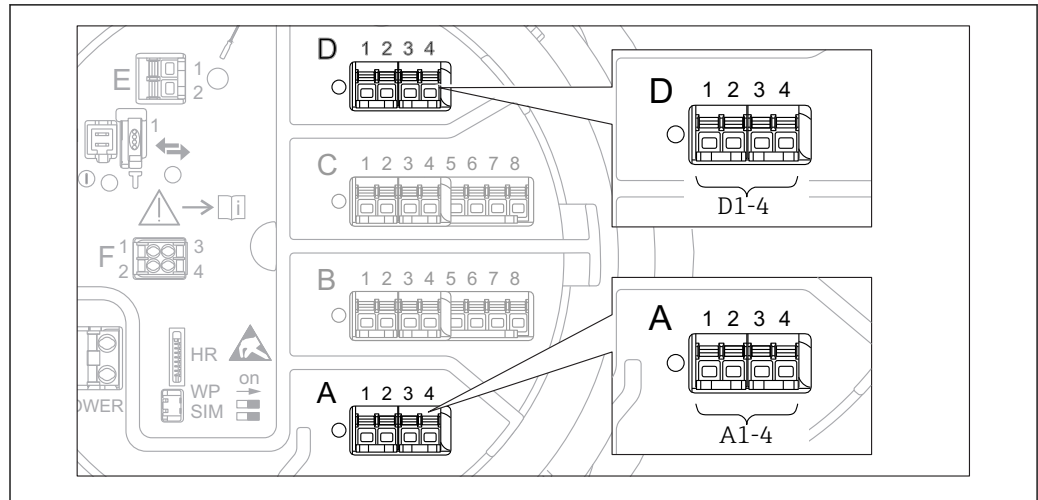 D 1 2 3 4
E 1
2
1
C 1 2 3 4 5 6 7 8
i
F 1 3
2 4
B 1 2 3 4 5 6 7 8
HR
WP on
SIM
OWER
A 1 2 3 4
D 1 2 3 4
D1-4
A 1 2 3 4
A1-4